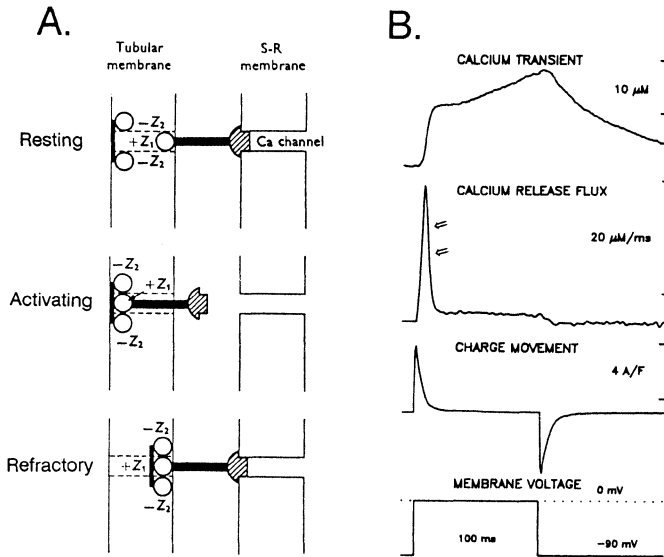 A.
Tubular
membrane
S-R
membrane
Resting
−Z₂
+Z₁
−Z₂
Ca channel
Activating
−Z₂
+Z₁
−Z₂
Refractory
−Z₂
+Z₁
−Z₂
B.
CALCIUM TRANSIENT
10 μM
CALCIUM RELEASE FLUX
20 μM/ms
CHARGE MOVEMENT
4 A/F
MEMBRANE VOLTAGE
0 mV
100 ms
−90 mV